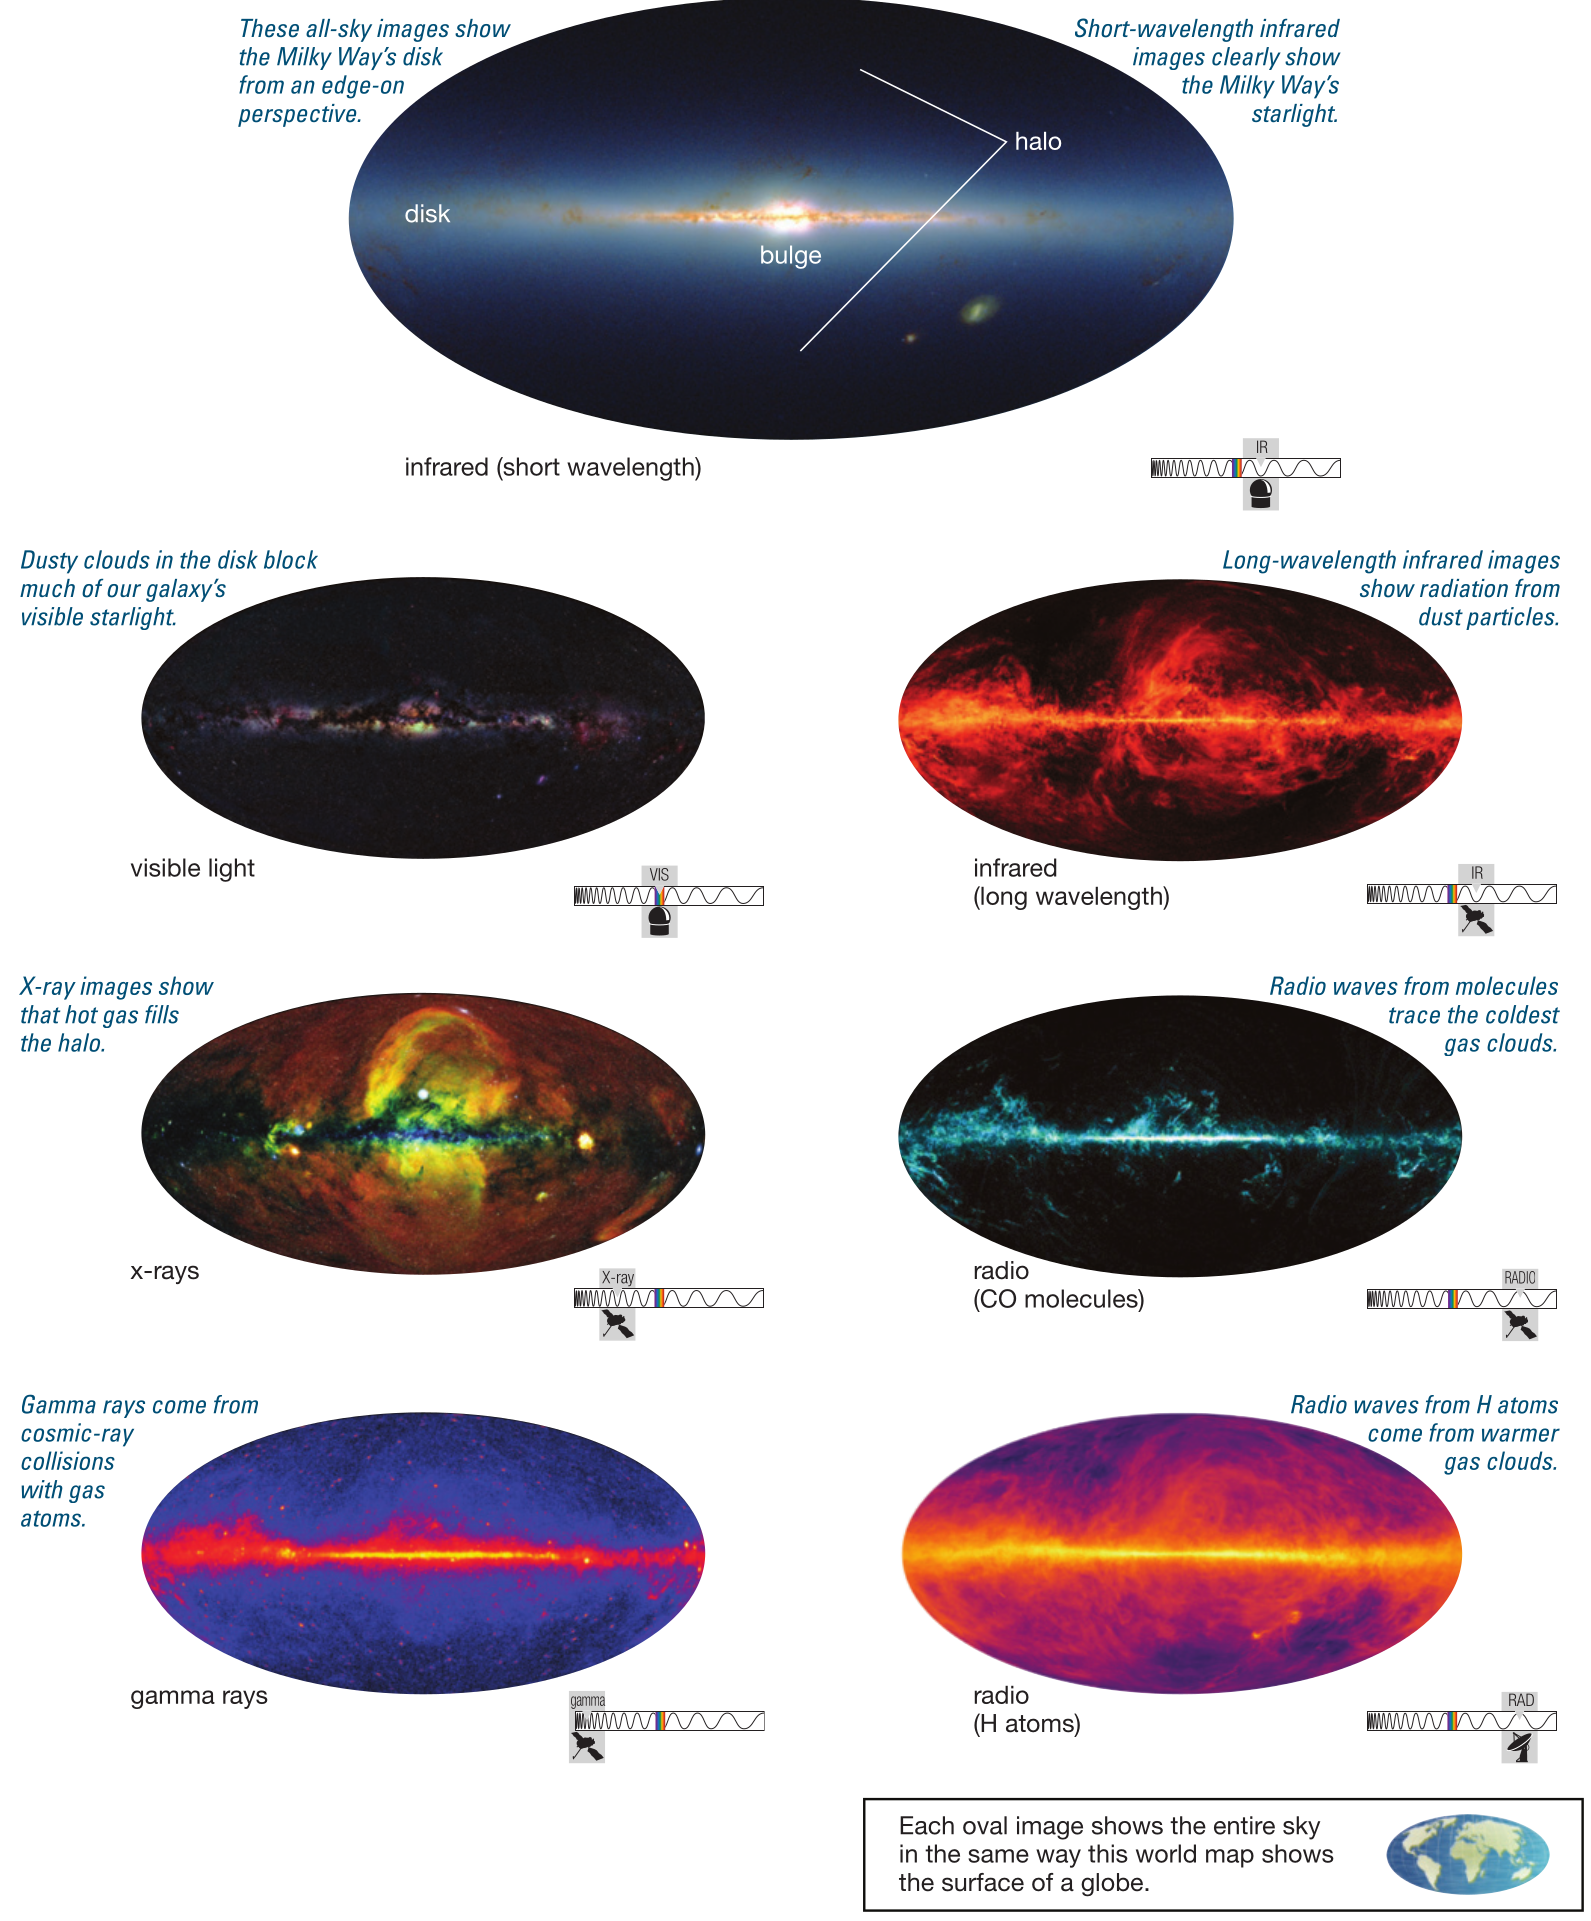 These all-sky images show
the Milky Way's disk
from an edge-on
perspective.
Short-wavelength infrared
images clearly show
the Milky Way's
starlight.
halo
disk
bulge
infrared (short wavelength)
IR
Dusty clouds in the disk block
much of our galaxy's
visible starlight.
visible light
VIS
Long-wavelength infrared images
show radiation from
dust particles.
infrared
(long wavelength)
IR
X-ray images show
that hot gas fills
the halo.
x-rays
X-ray
Radio waves from molecules
trace the coldest
gas clouds.
radio
(CO molecules)
RADIO
Gamma rays come from
cosmic-ray
collisions
with gas
atoms.
gamma rays
gamma
Radio waves from H atoms
come from warmer
gas clouds.
radio
(H atoms)
RAD
Each oval image shows the entire sky
in the same way this world map shows
the surface of a globe.